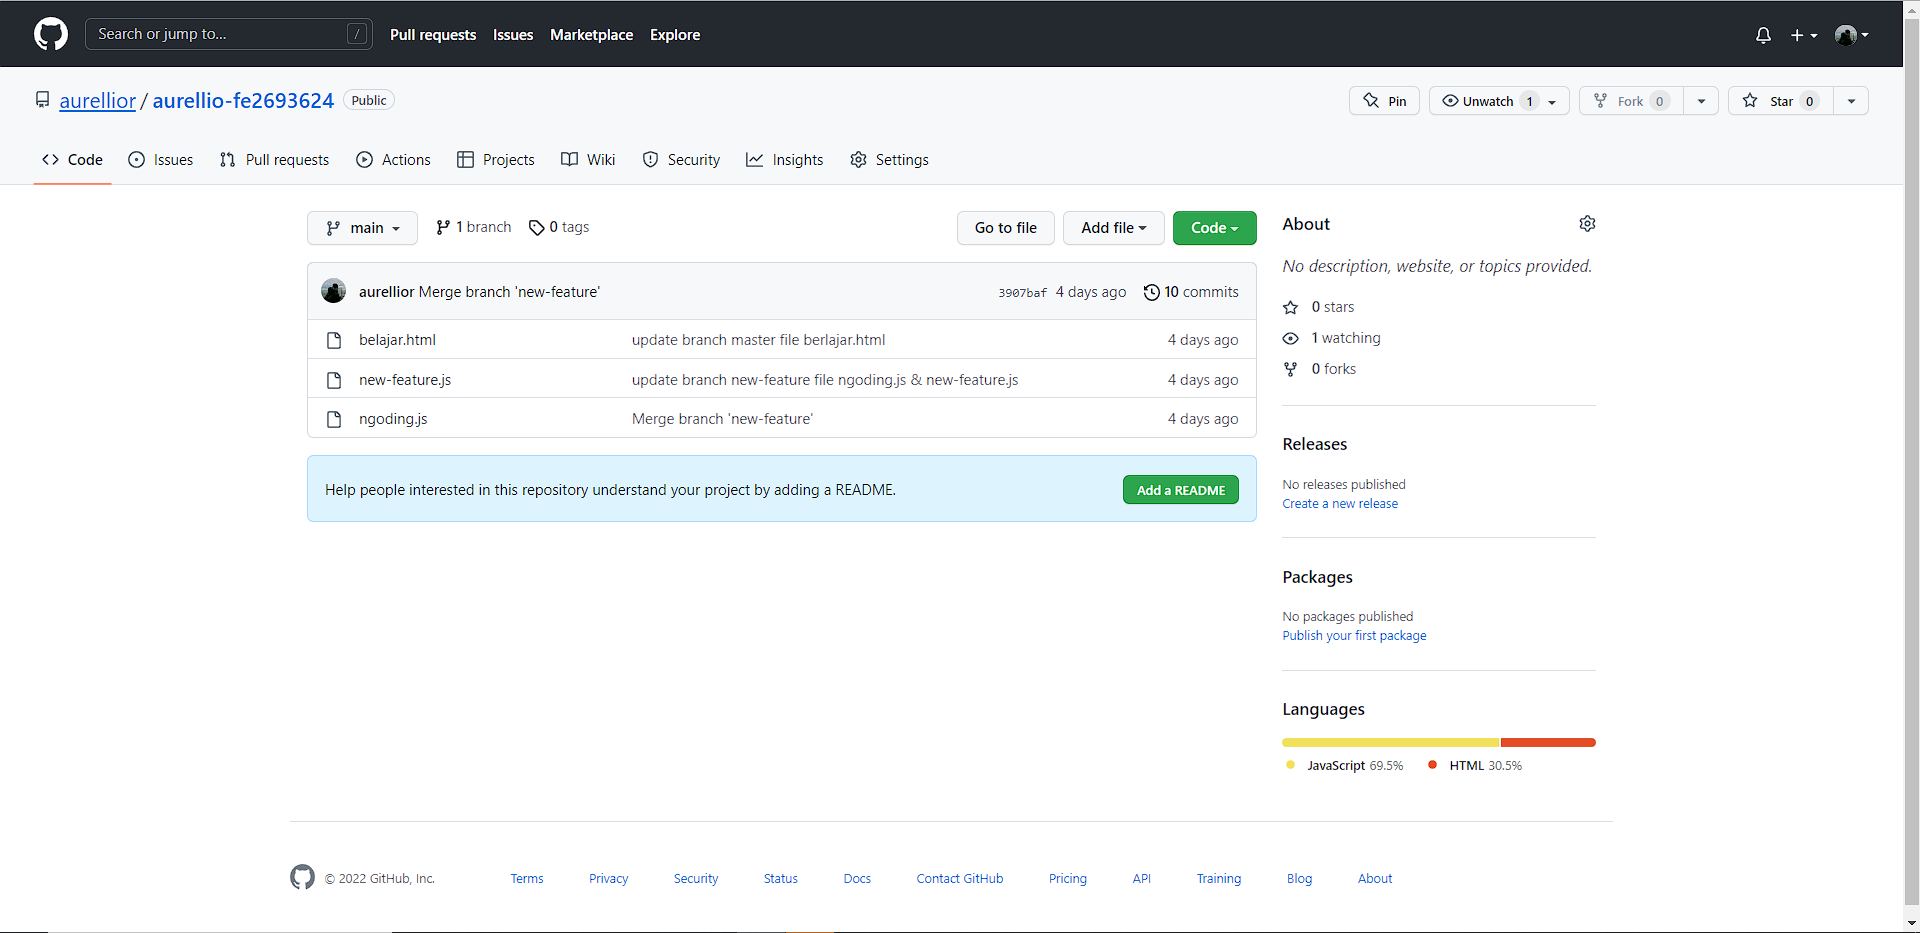 Search or jump to... / Pull requests Issues Marketplace Explore
aurellior / aurellio-fe2693624 Public
Pin Unwatch 1 Fork 0 Star 0
Code Issues Pull requests Actions Projects Wiki Security Insights Settings
main 1 branch 0 tags Go to file Add file Code
aurellior Merge branch 'new-feature' 3907baf 4 days ago 10 commits
belajar.html update branch master file berlajar.html 4 days ago
new-feature.js update branch new-feature file ngoding.js & new-feature.js 4 days ago
ngoding.js Merge branch 'new-feature' 4 days ago
Help people interested in this repository understand your project by adding a README. Add a README
About
No description, website, or topics provided.
0 stars
1 watching
0 forks
Releases
No releases published
Create a new release
Packages
No packages published
Publish your first package
Languages
JavaScript 69.5% HTML 30.5%
© 2022 GitHub, Inc. Terms Privacy Security Status Docs Contact GitHub Pricing API Training Blog About